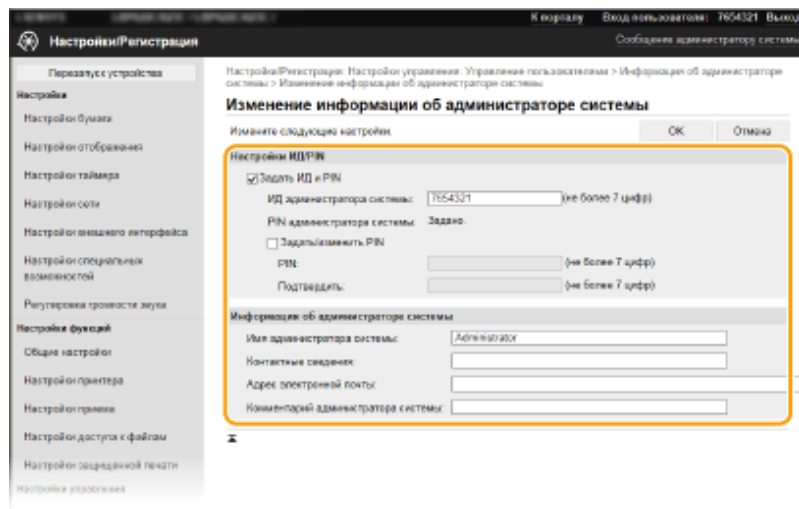 К порталу Вход пользователя: 7654321 Выход
Настройки/Регистрация
Сообщение администратору системы
Перезапуск устройства
Настройки
Настройки бумаги
Настройки отображения
Настройки таймера
Настройки сети
Настройки внешнего интерфейса
Настройки специальных
возможностей
Регулировка громкости звука
Настройки функций
Общие настройки
Настройки принтера
Настройки приема
Настройки доступа к файлам
Настройки защищенной печати
Настройки управления
Настройки/Регистрация: Настройки управления: Управление пользователями > Информация об администраторе
системы > Изменение информации об администраторе системы
Изменение информации об администраторе системы
Измените следующие настройки.
OK Отмена
Настройки ИД/PIN
Задать ИД и PIN
ИД администратора системы: 7654321 (не более 7 цифр)
PIN администратора системы: Задано.
Задать/изменить PIN
PIN: (не более 7 цифр)
Подтвердить: (не более 7 цифр)
Информация об администраторе системы
Имя администратора системы: Administrator
Контактные сведения:
Адрес электронной почты:
Комментарий администратора системы: